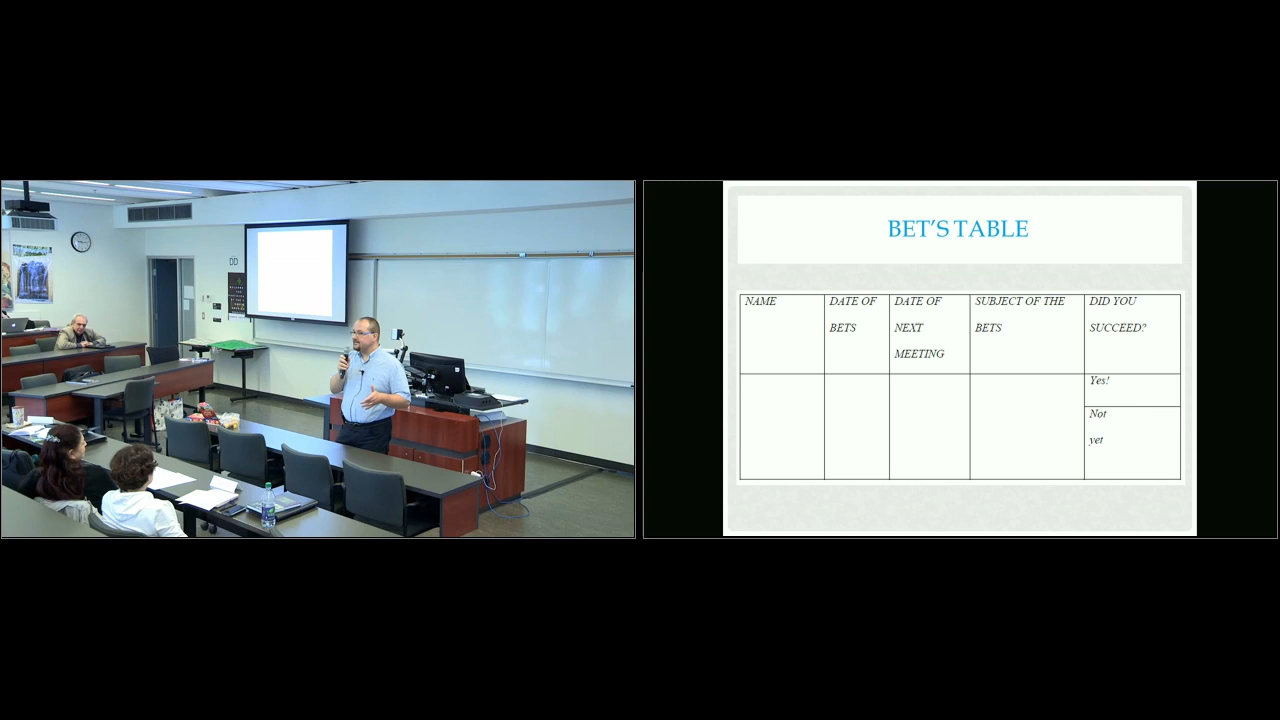 BET'S TABLE
NAME
DATE OF
BETS
DATE OF
NEXT
MEETING
SUBJECT OF THE
BETS
DID YOU
SUCCEED?
Yes!
Not
yet